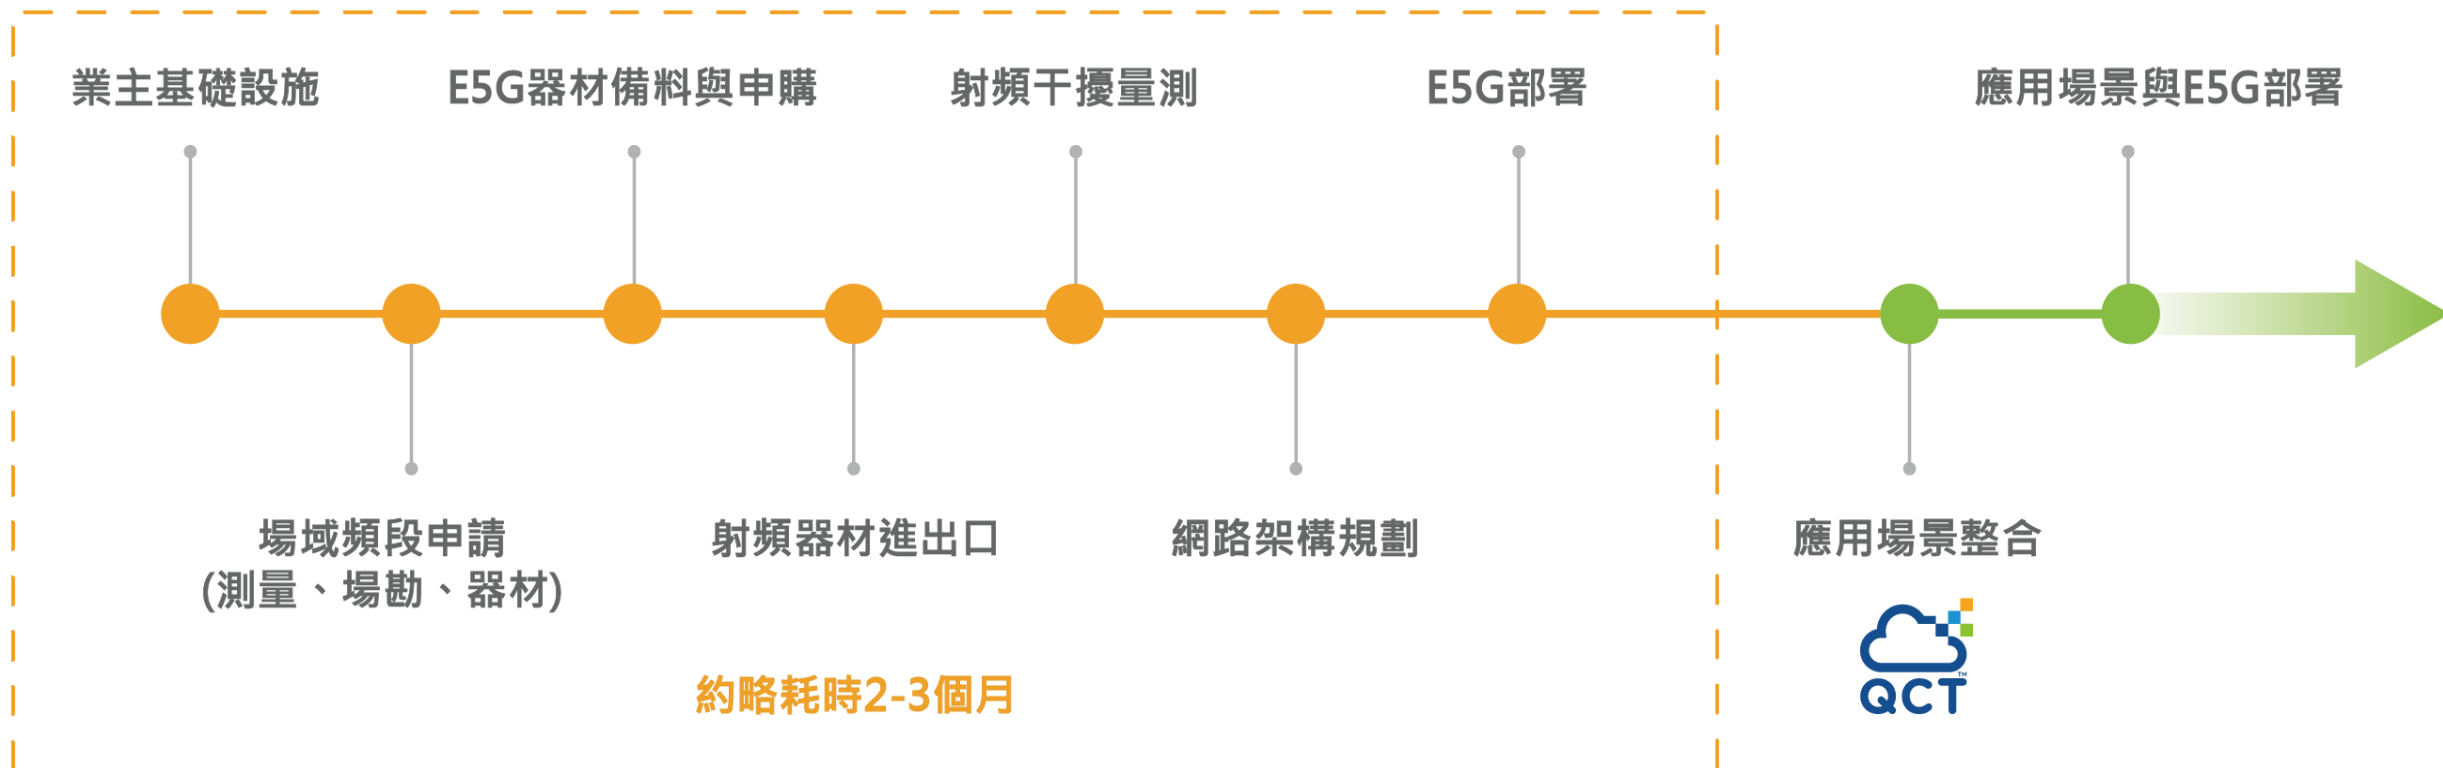 業主基礎設施
E5G器材備料與申購
射頻干擾量測
E5G部署
應用場景與E5G部署
場域頻段申請
(測量、場勘、器材)
射頻器材進出口
網路架構規劃
應用場景整合
約略耗時2-3個月
QCT™